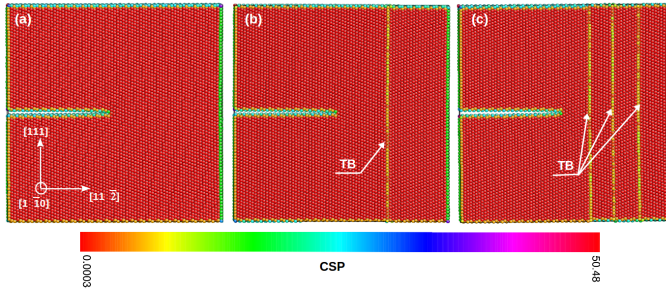 (a)
(b)
(c)
[111]
[1 1̅0]
[11 2̅]
TB
TB
0.0003
CSP
50.48